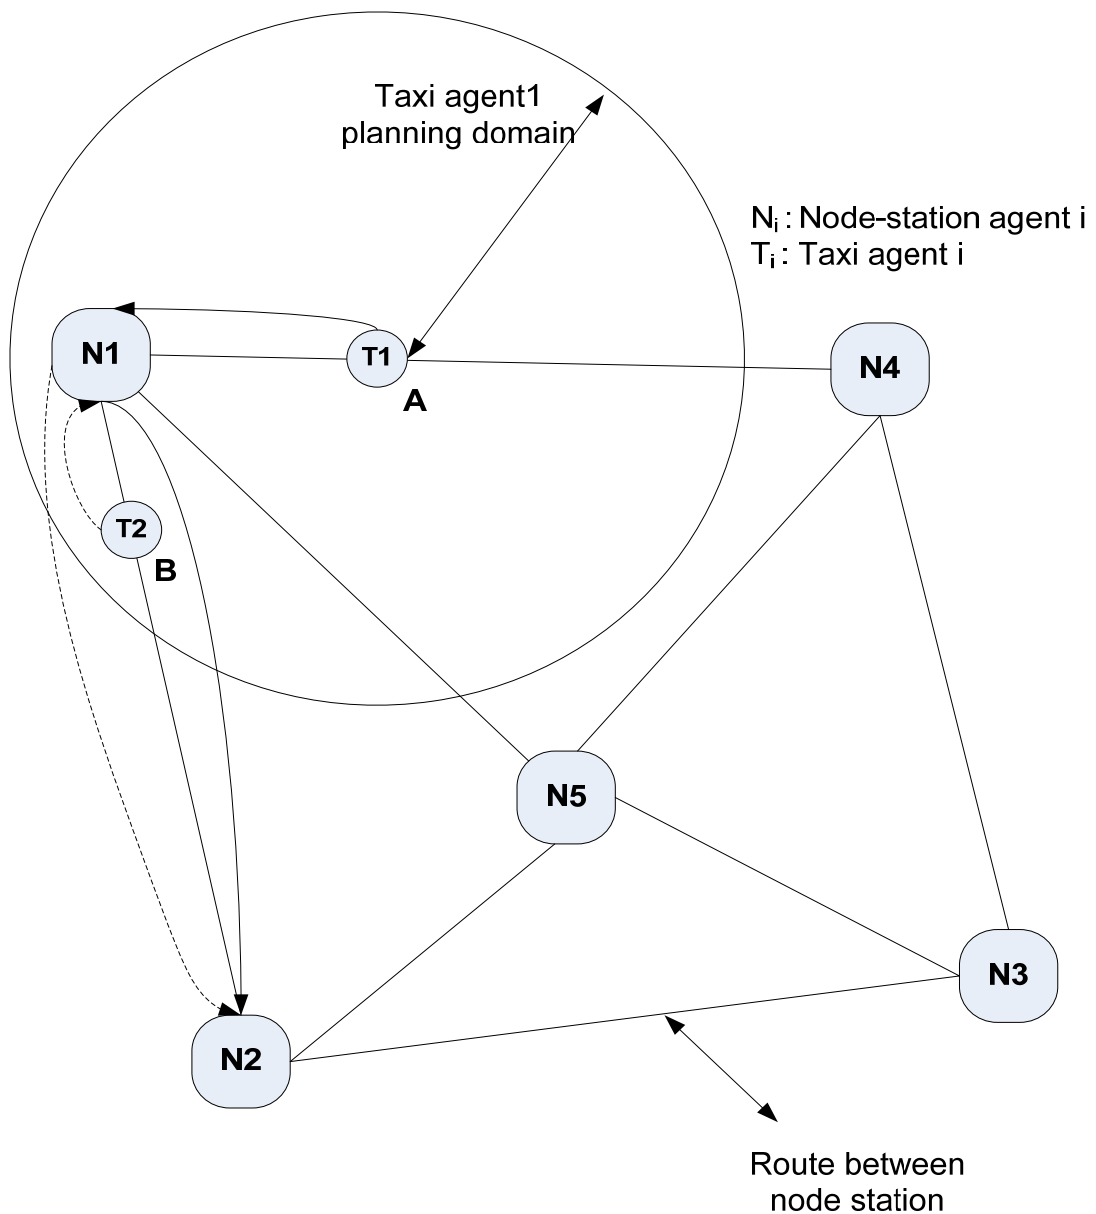 Taxi agent1
planning domain
Nᵢ : Node-station agent i
Tᵢ : Taxi agent i
N1
T1
N4
A
T2
B
N5
N3
N2
Route between
node station